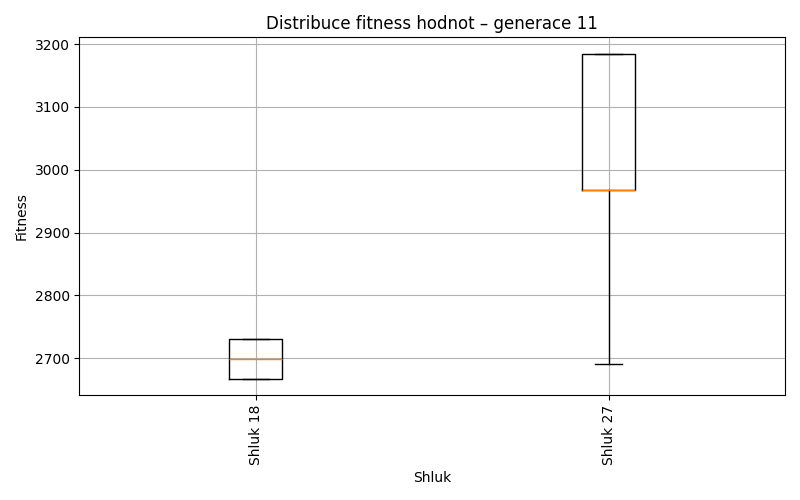 Distribuce fitness hodnot – generace 11
3200
3100
3000
2900
2800
2700
Fitness
Shluk 18
Shluk 27
Shluk